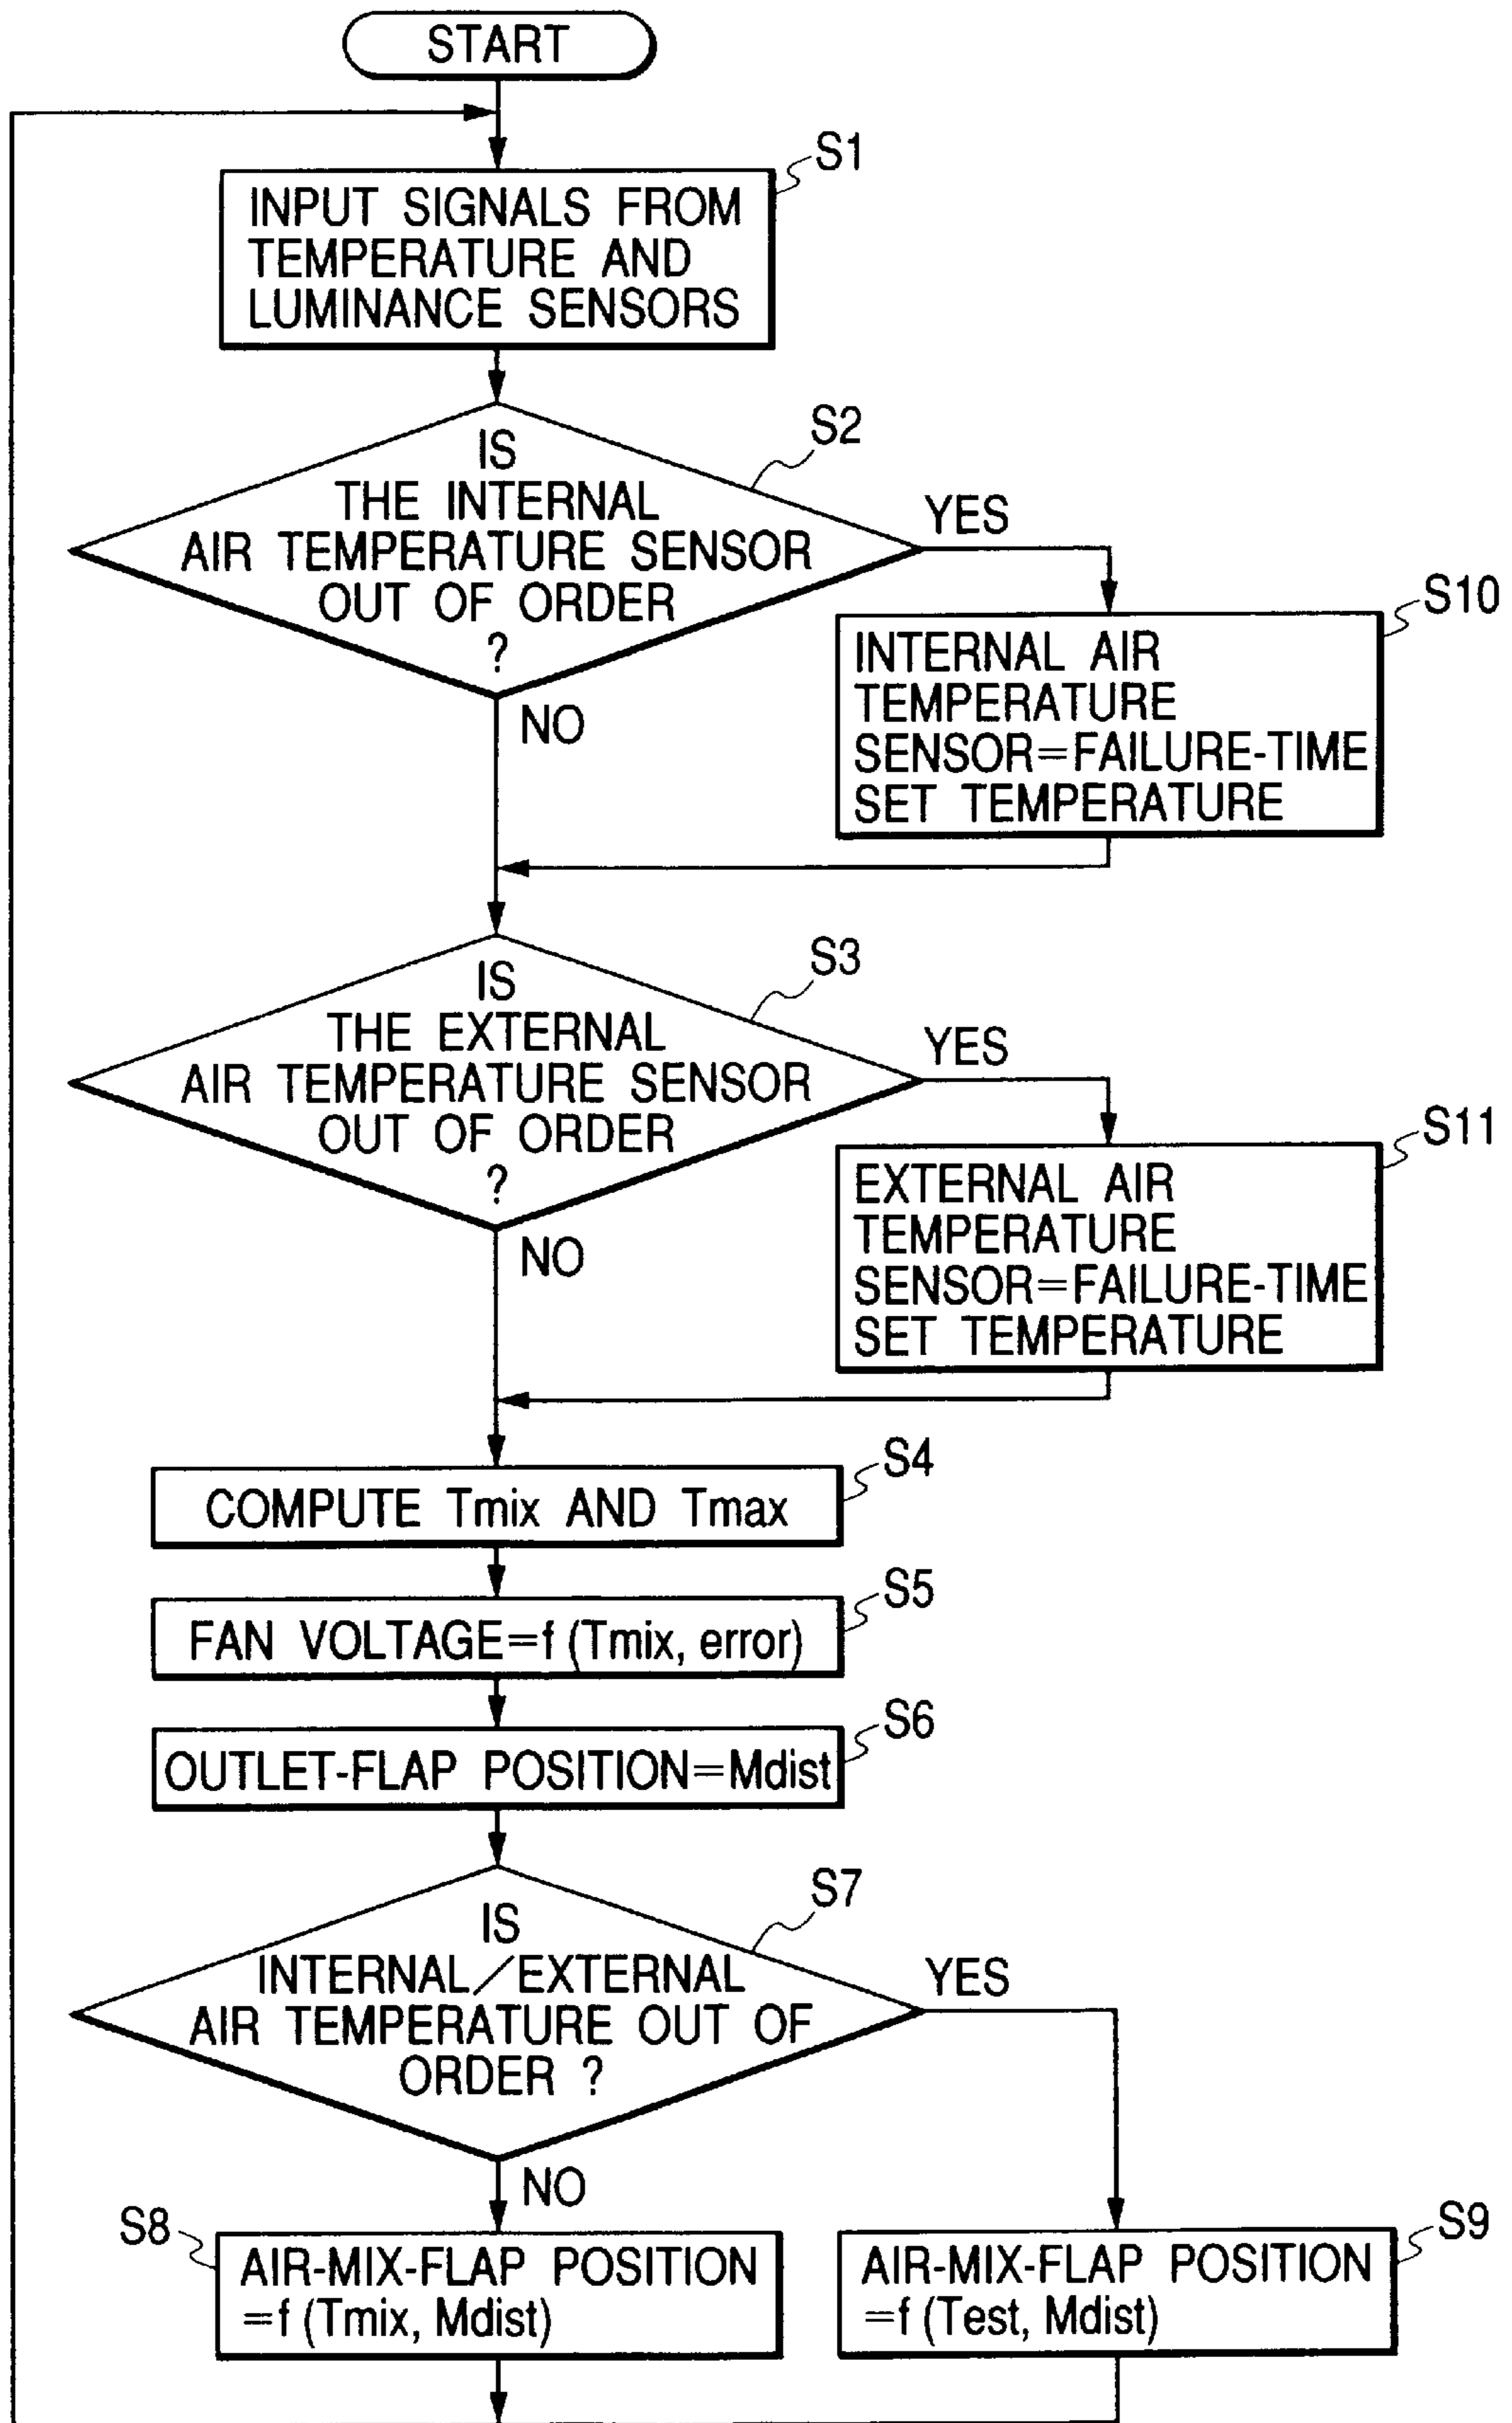 START
S1
INPUT SIGNALS FROM
TEMPERATURE AND
LUMINANCE SENSORS
S2
IS
THE INTERNAL
AIR TEMPERATURE SENSOR
OUT OF ORDER
?
YES
NO
S10
INTERNAL AIR
TEMPERATURE
SENSOR=FAILURE-TIME
SET TEMPERATURE
S3
IS
THE EXTERNAL
AIR TEMPERATURE SENSOR
OUT OF ORDER
?
YES
NO
S11
EXTERNAL AIR
TEMPERATURE
SENSOR=FAILURE-TIME
SET TEMPERATURE
S4
COMPUTE Tmix AND Tmax
S5
FAN VOLTAGE=f (Tmix, error)
S6
OUTLET-FLAP POSITION=Mdist
S7
IS
INTERNAL/EXTERNAL
AIR TEMPERATURE OUT OF
ORDER ?
YES
NO
S8
AIR-MIX-FLAP POSITION
=f (Tmix, Mdist)
S9
AIR-MIX-FLAP POSITION
=f (Test, Mdist)